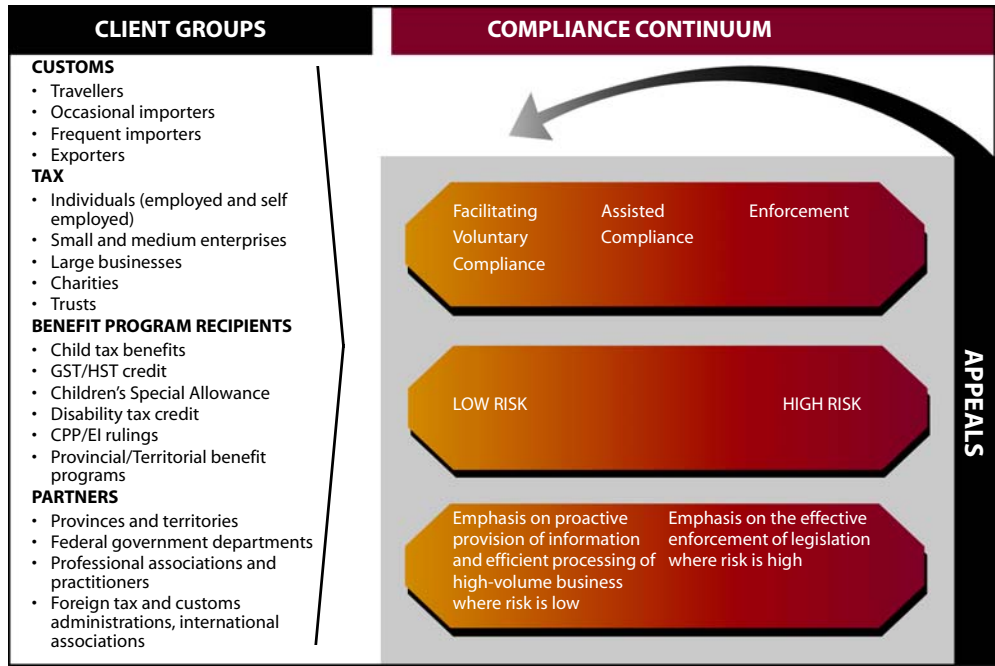 CLIENT GROUPS
CUSTOMS
• Travellers
• Occasional importers
• Frequent importers
• Exporters
TAX
• Individuals (employed and self
employed)
• Small and medium enterprises
• Large businesses
• Charities
• Trusts
BENEFIT PROGRAM RECIPIENTS
• Child tax benefits
• GST/HST credit
• Children's Special Allowance
• Disability tax credit
• CPP/EI rulings
• Provincial/Territorial benefit
programs
PARTNERS
• Provinces and territories
• Federal government departments
• Professional associations and
practitioners
• Foreign tax and customs
administrations, international
associations
COMPLIANCE CONTINUUM
Facilitating
Voluntary
Compliance
Assisted
Compliance
Enforcement
LOW RISK
HIGH RISK
Emphasis on proactive
provision of information
and efficient processing of
high-volume business
where risk is low
Emphasis on the effective
enforcement of legislation
where risk is high
APPEALS